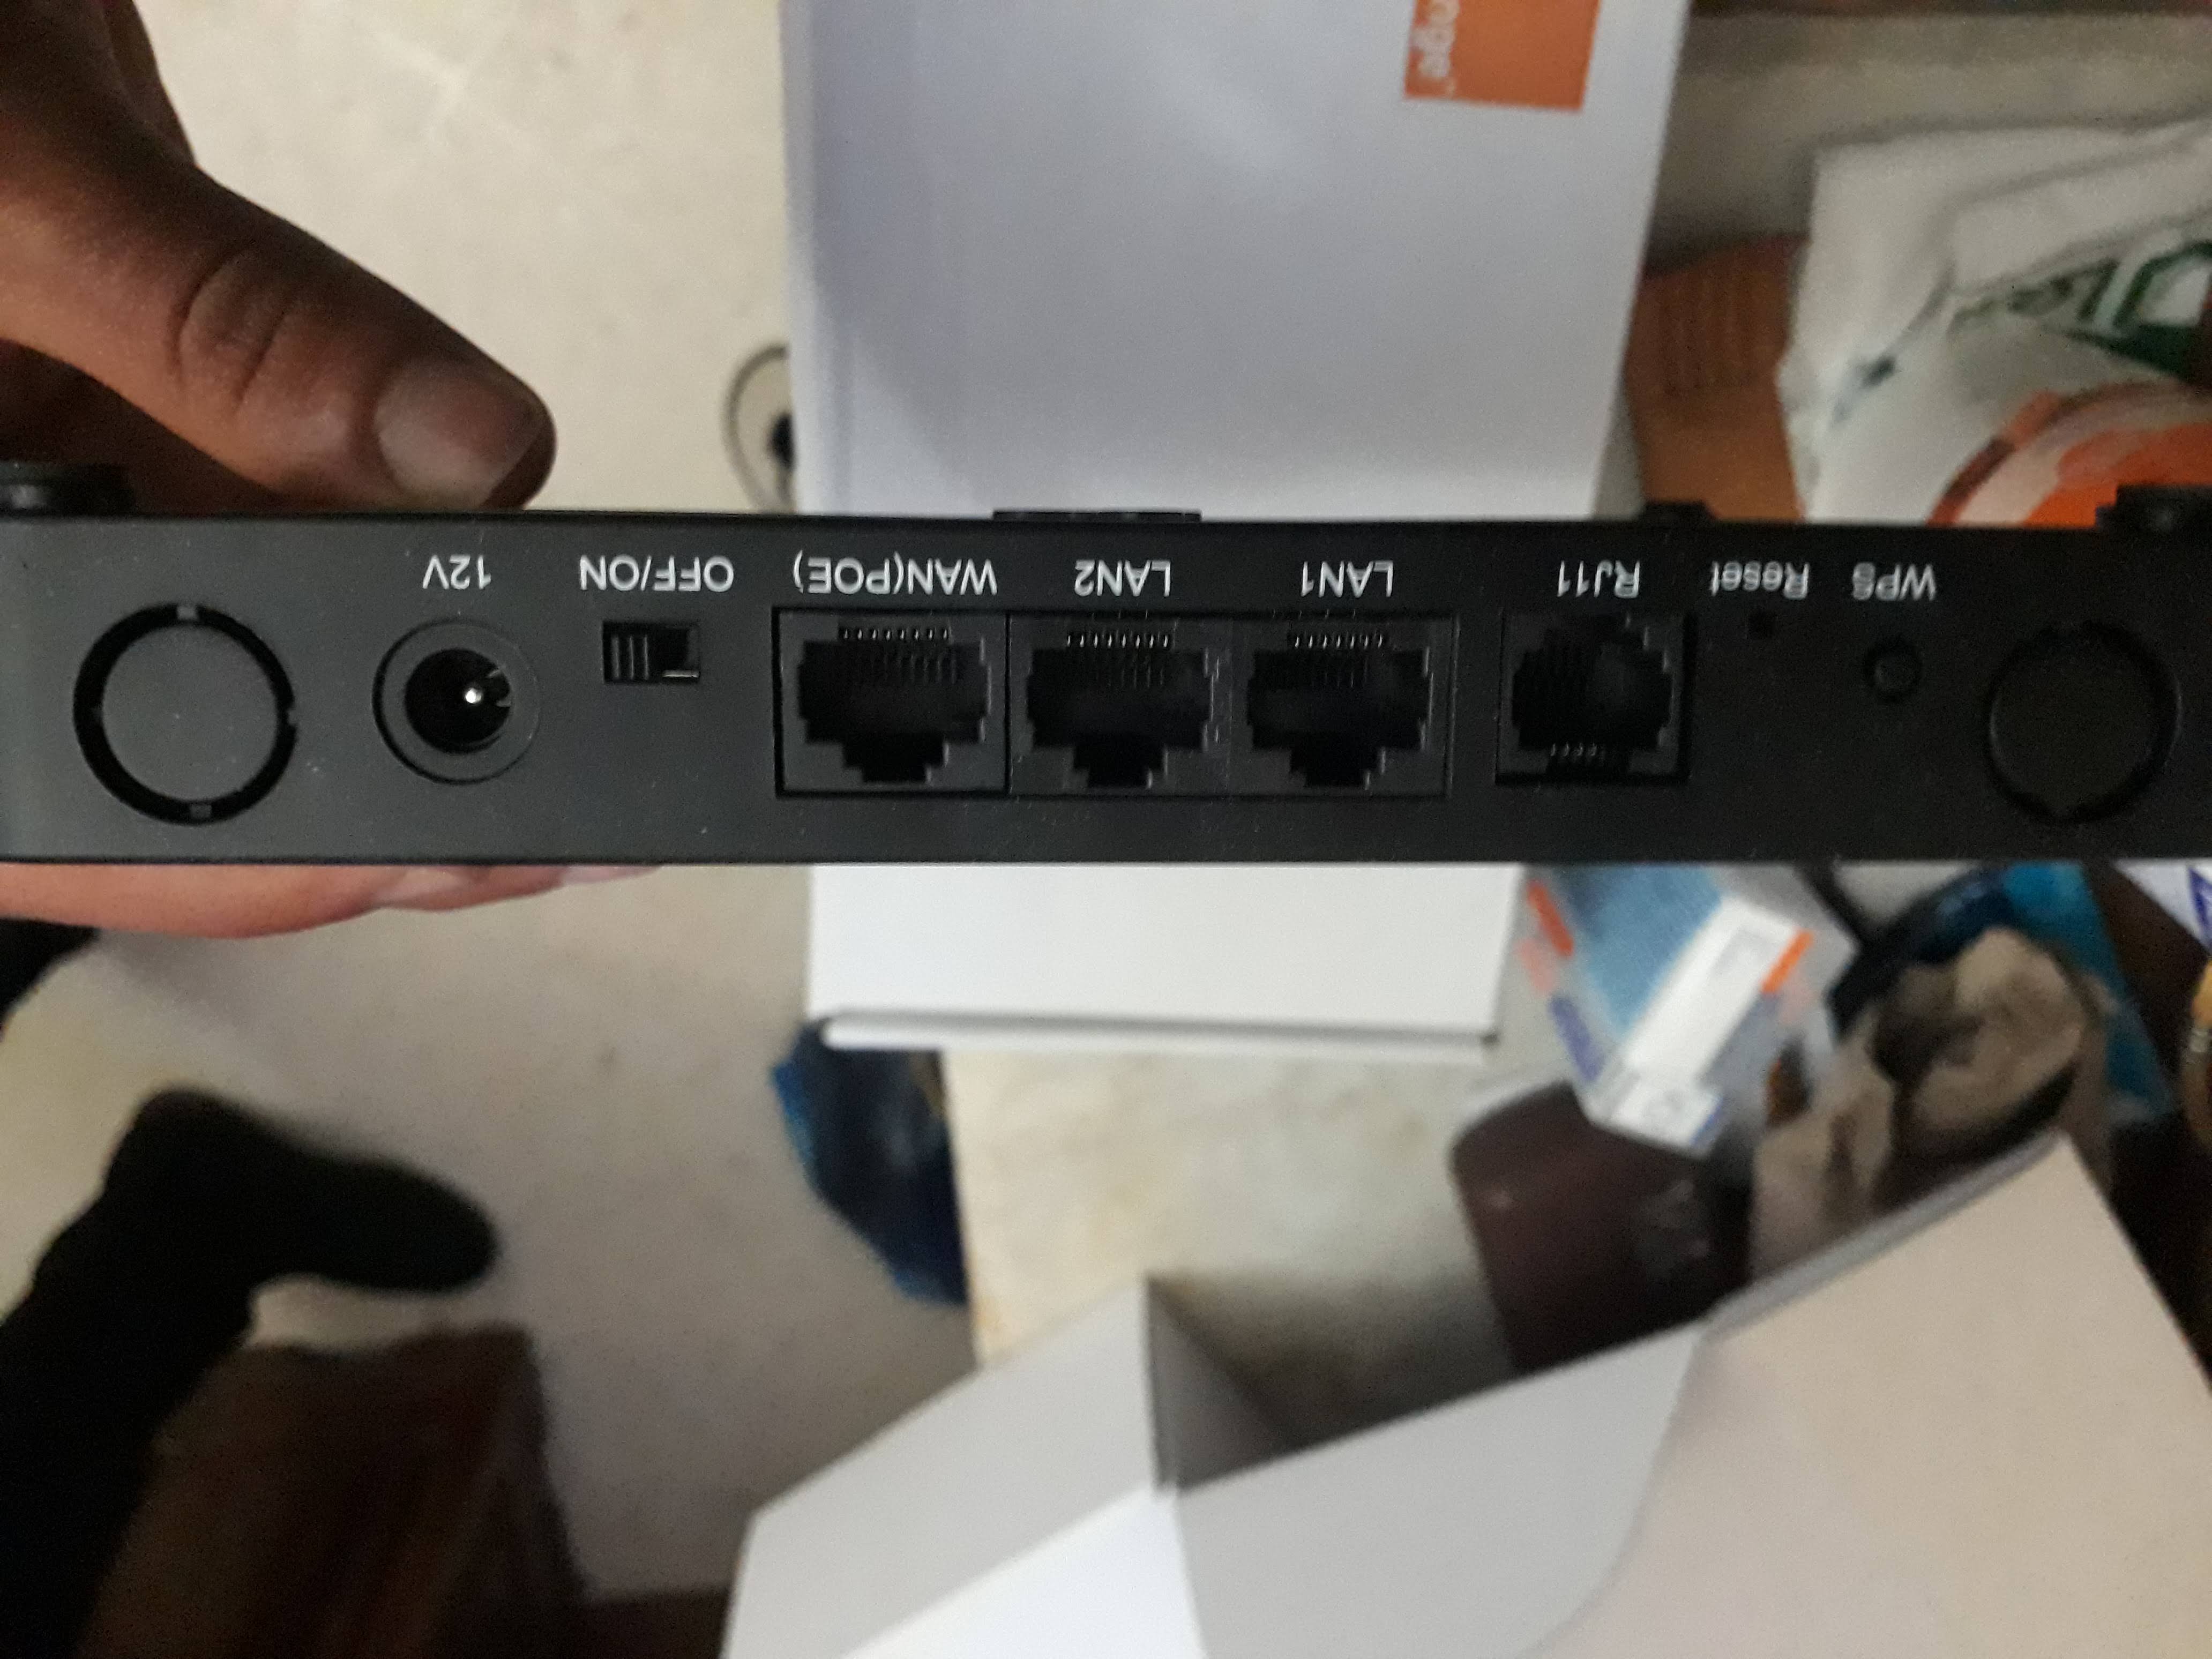 WPS
Reset
RJ11
LAN1
LAN2
WAN(POE)
OFF/ON
12V